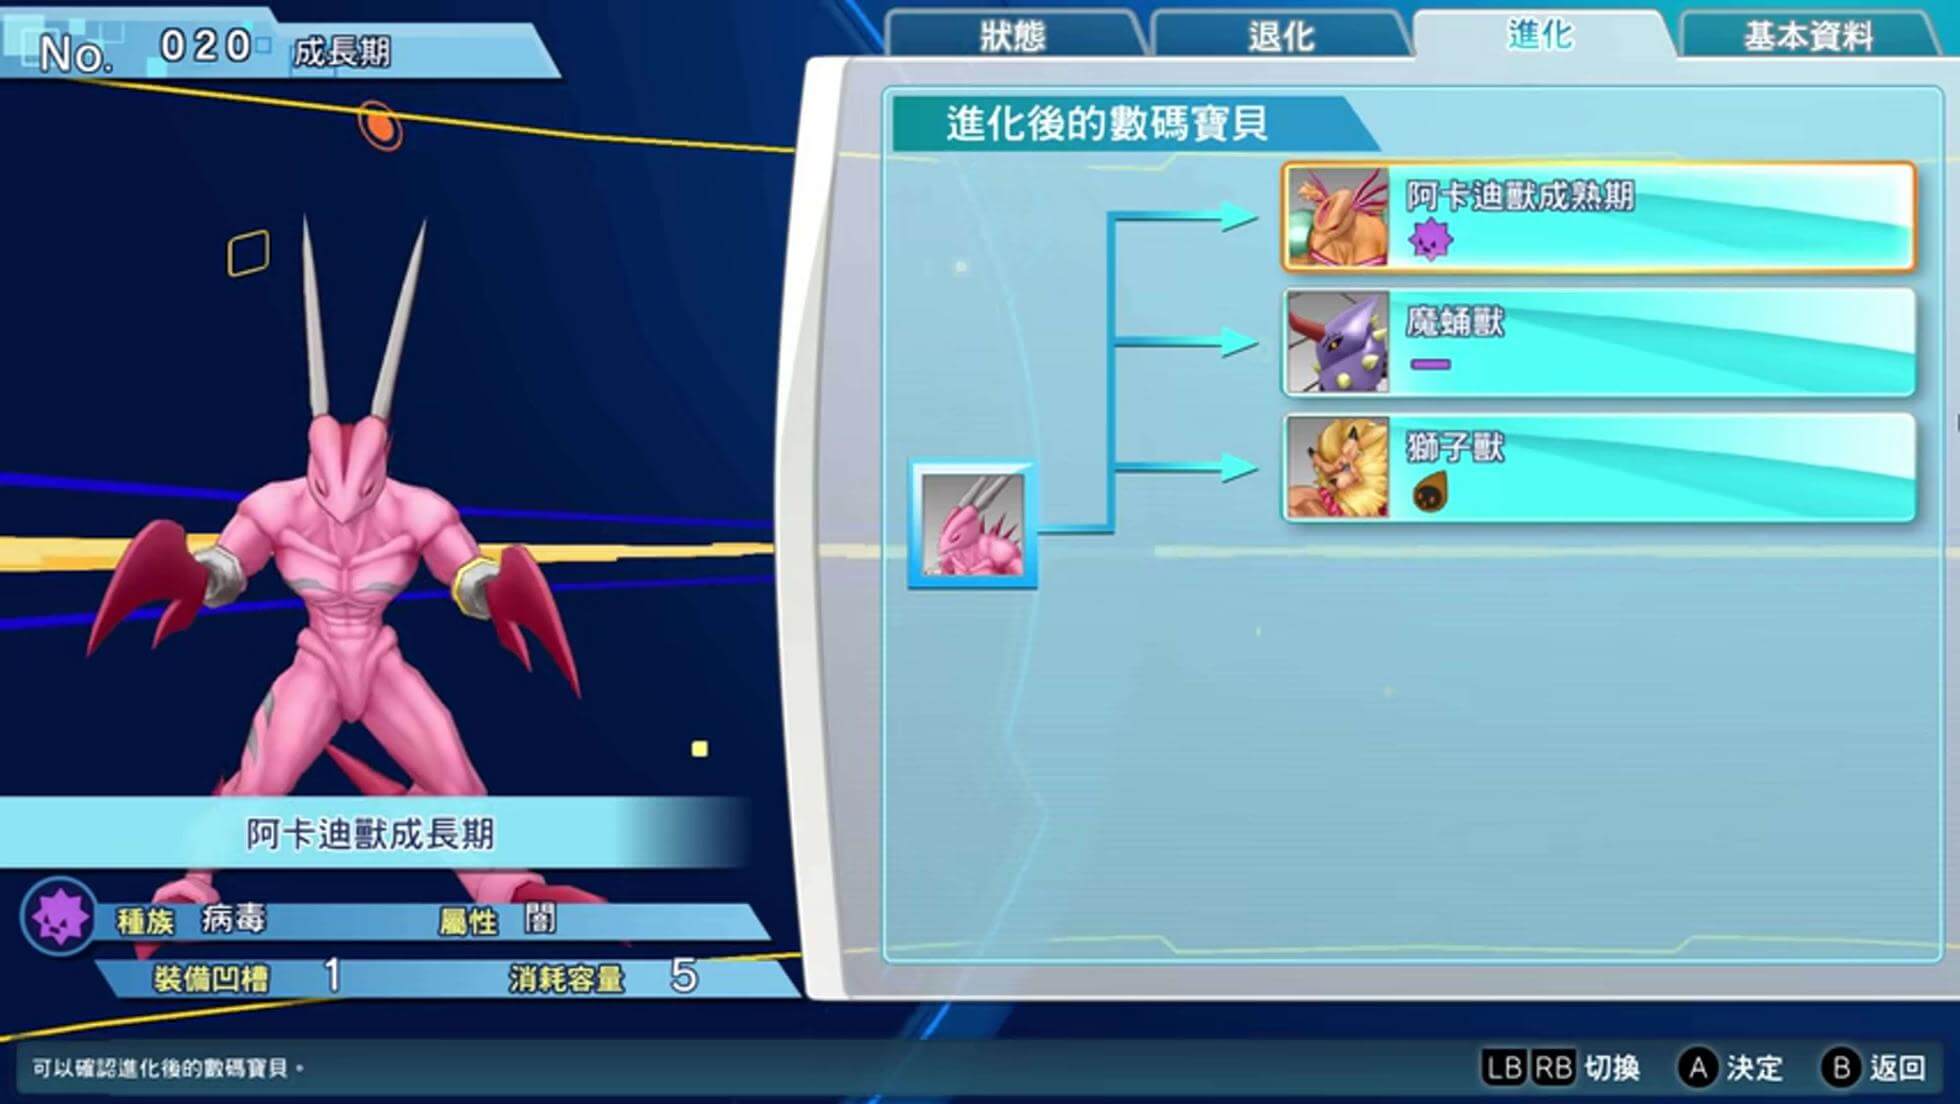 No. 020 成長期
狀態
退化
進化
基本資料
進化後的數碼寶貝
阿卡迪獸成熟期
魔蛹獸
獅子獸
阿卡迪獸成長期
種族 病毒 屬性 闇
裝備凹槽 1 消耗容量 5
可以確認進化後的數碼寶貝。
LB RB 切換 A 決定 B 返回